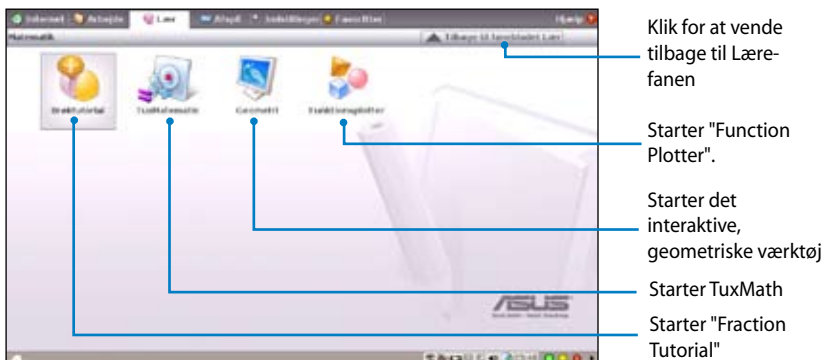 Internet Arbejde Lær Afspil Indstillinger Favoritter Hjælp
Matematik Tilbage til fanebladet Lær
Brøktutorial TuxMatematik Geometri Funktionsplotter
ASUS
Klik for at vende
tilbage til Lære-
fanen
Starter "Function
Plotter".
Starter det
interaktive,
geometriske værktøj
Starter TuxMath
Starter "Fraction
Tutorial"